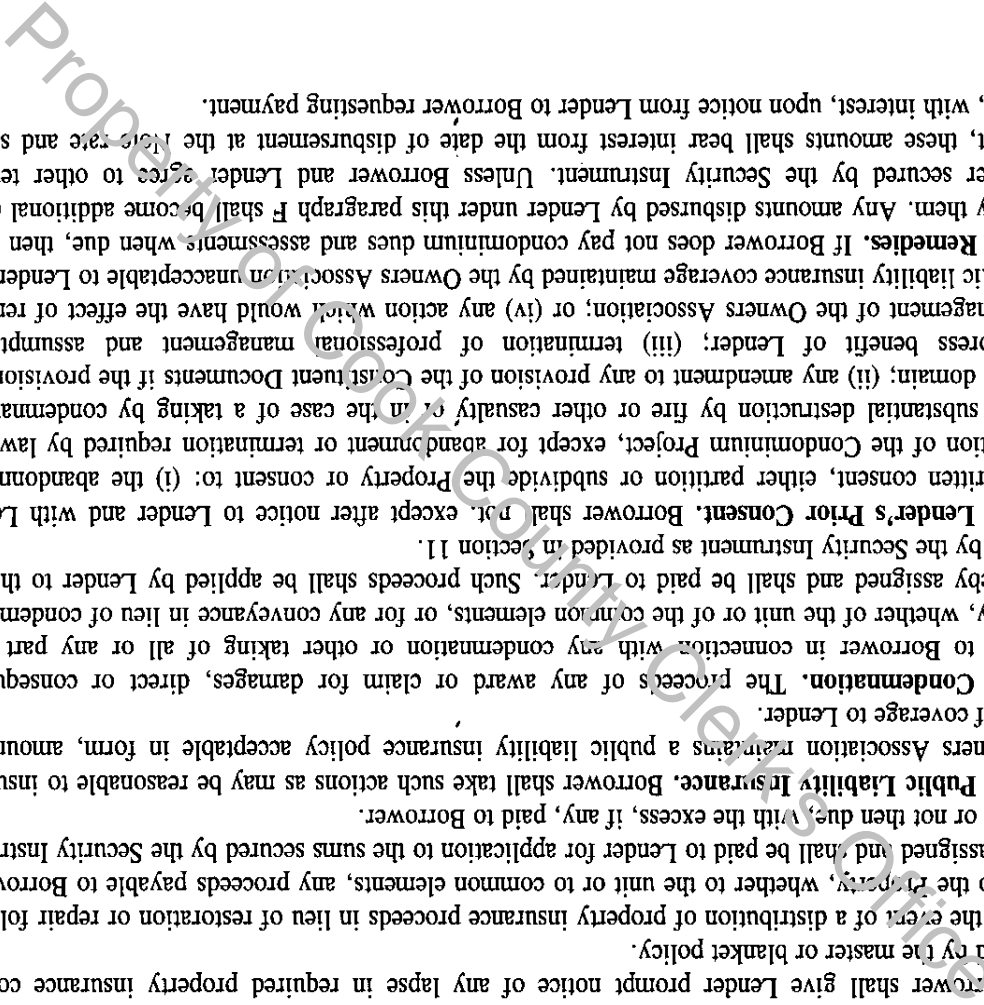 rrower shall give Lender prompt notice of any lapse in required property insurance co
d by the master or blanket policy.
the event of a distribution of property insurance proceeds in lieu of restoration or repair fol
o the Property, whether to the unit or to common elements, any proceeds payable to Borrov
assigned and shall be paid to Lender for application to the sums secured by the Security Instr
or not then due, with the excess, if any, paid to Borrower.
Public Liability Insurance. Borrower shall take such actions as may be reasonable to insu
ners Association maintains a public liability insurance policy acceptable in form, amoun
f coverage to Lender.
Condemnation. The proceeds of any award or claim for damages, direct or consequ
to Borrower in connection with any condemnation or other taking of all or any part
y, whether of the unit or of the common elements, or for any conveyance in lieu of condem
eby assigned and shall be paid to Lender. Such proceeds shall be applied by Lender to th
by the Security Instrument as provided in Section 11.
Lender's Prior Consent. Borrower shall not, except after notice to Lender and with Le
ritten consent, either partition or subdivide the Property or consent to: (i) the abandonm
tion of the Condominium Project, except for abandonment or termination required by law
substantial destruction by fire or other casualty or in the case of a taking by condemna
domain; (ii) any amendment to any provision of the Constituent Documents if the provision
press benefit of Lender; (iii) termination of professional management and assumpt
nagement of the Owners Association; or (iv) any action which would have the effect of ren
ic liability insurance coverage maintained by the Owners Association unacceptable to Lender
Remedies. If Borrower does not pay condominium dues and assessments when due, then
y them. Any amounts disbursed by Lender under this paragraph F shall become additional
er secured by the Security Instrument. Unless Borrower and Lender agree to other te
t, these amounts shall bear interest from the date of disbursement at the Note rate and s
, with interest, upon notice from Lender to Borrower requesting payment.
Property of Cook County Clerk's Office